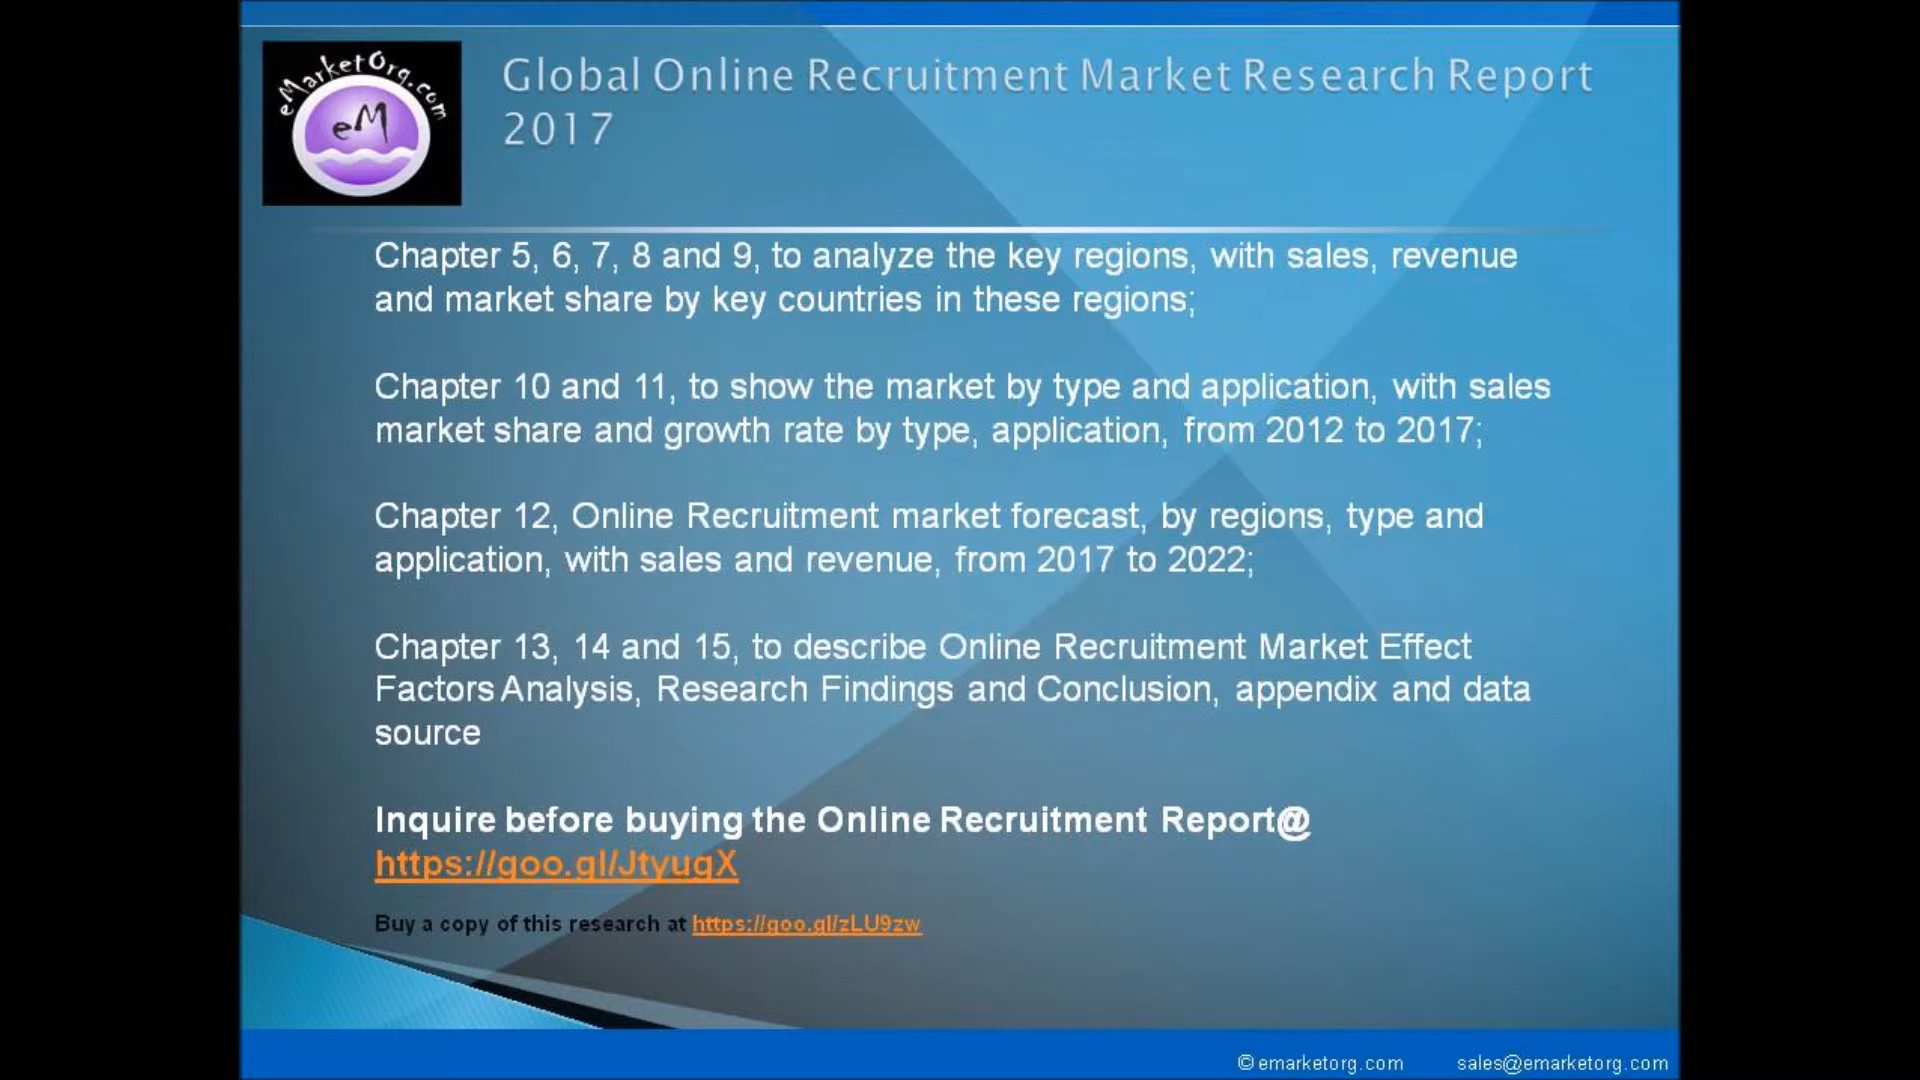 eMarketOrg.com
eM
Global Online Recruitment Market Research Report
2017
Chapter 5, 6, 7, 8 and 9, to analyze the key regions, with sales, revenue
and market share by key countries in these regions;
Chapter 10 and 11, to show the market by type and application, with sales
market share and growth rate by type, application, from 2012 to 2017;
Chapter 12, Online Recruitment market forecast, by regions, type and
application, with sales and revenue, from 2017 to 2022;
Chapter 13, 14 and 15, to describe Online Recruitment Market Effect
Factors Analysis, Research Findings and Conclusion, appendix and data
source
Inquire before buying the Online Recruitment Report@
https://goo.gl/JtyugX
Buy a copy of this research at https://goo.gl/zLU9zw
© emarketorg.com sales@emarketorg.com